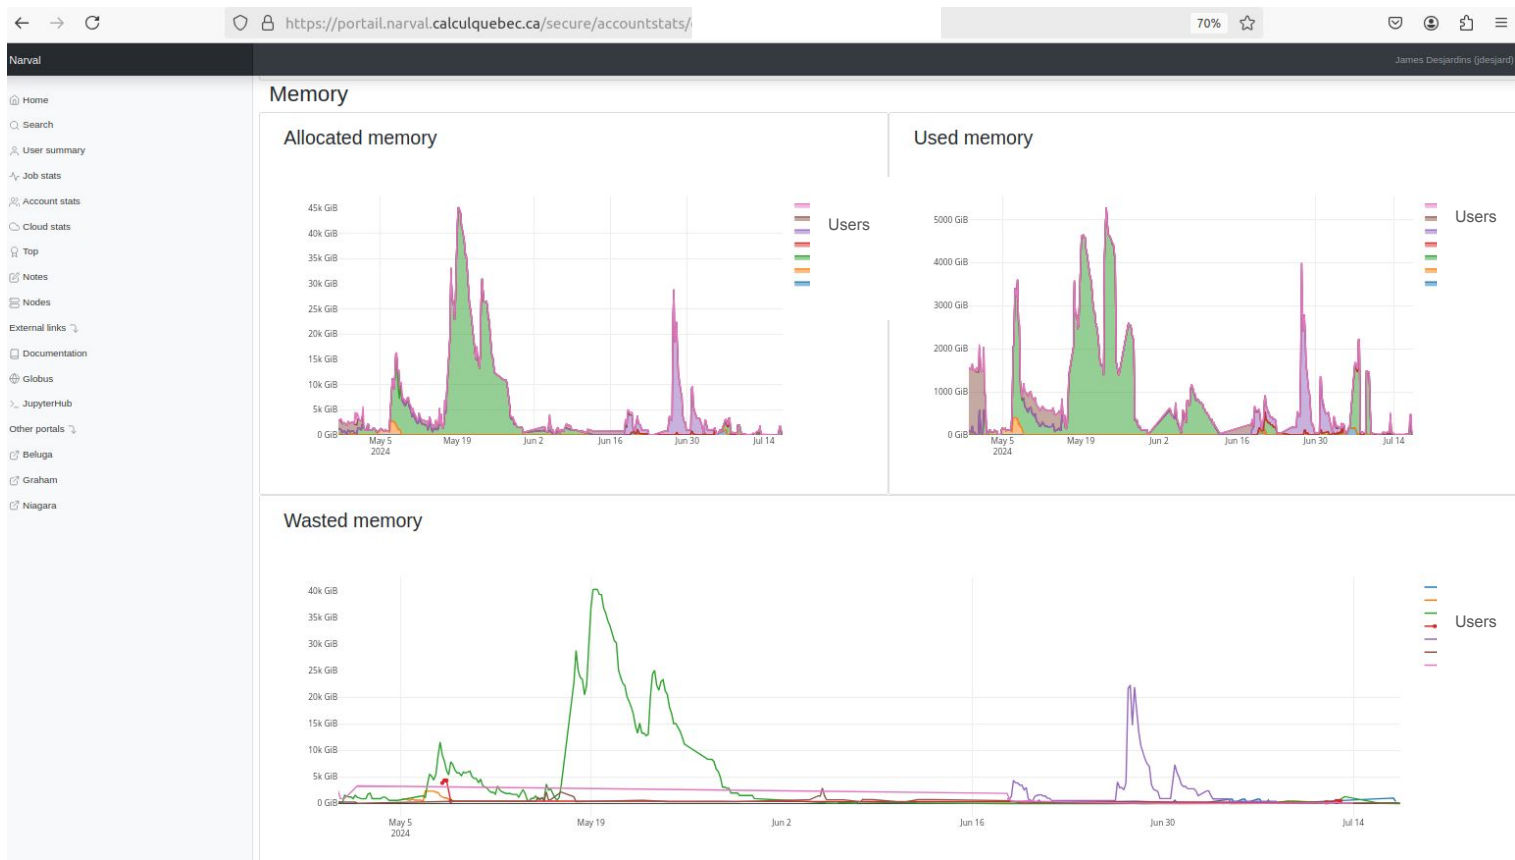 https://portail.narval.calculquebec.ca/secure/accountstats/
70%
Narval
James Desjardins (jdesjard)
Home
Search
User summary
Job stats
Account stats
Cloud stats
Top
Notes
Nodes
External links
Documentation
Globus
JupyterHub
Other portals
Beluga
Graham
Niagara
Memory
Allocated memory
45k GiB
40k GiB
35k GiB
30k GiB
25k GiB
20k GiB
15k GiB
10k GiB
5k GiB
0 GiB
May 5
2024
May 19
Jun 2
Jun 16
Jun 30
Jul 14
Users
Used memory
5000 GiB
4000 GiB
3000 GiB
2000 GiB
1000 GiB
0 GiB
May 5
2024
May 19
Jun 2
Jun 16
Jun 30
Jul 14
Users
Wasted memory
40k GiB
35k GiB
30k GiB
25k GiB
20k GiB
15k GiB
10k GiB
5k GiB
0 GiB
May 5
2024
May 19
Jun 2
Jun 16
Jun 30
Jul 14
Users